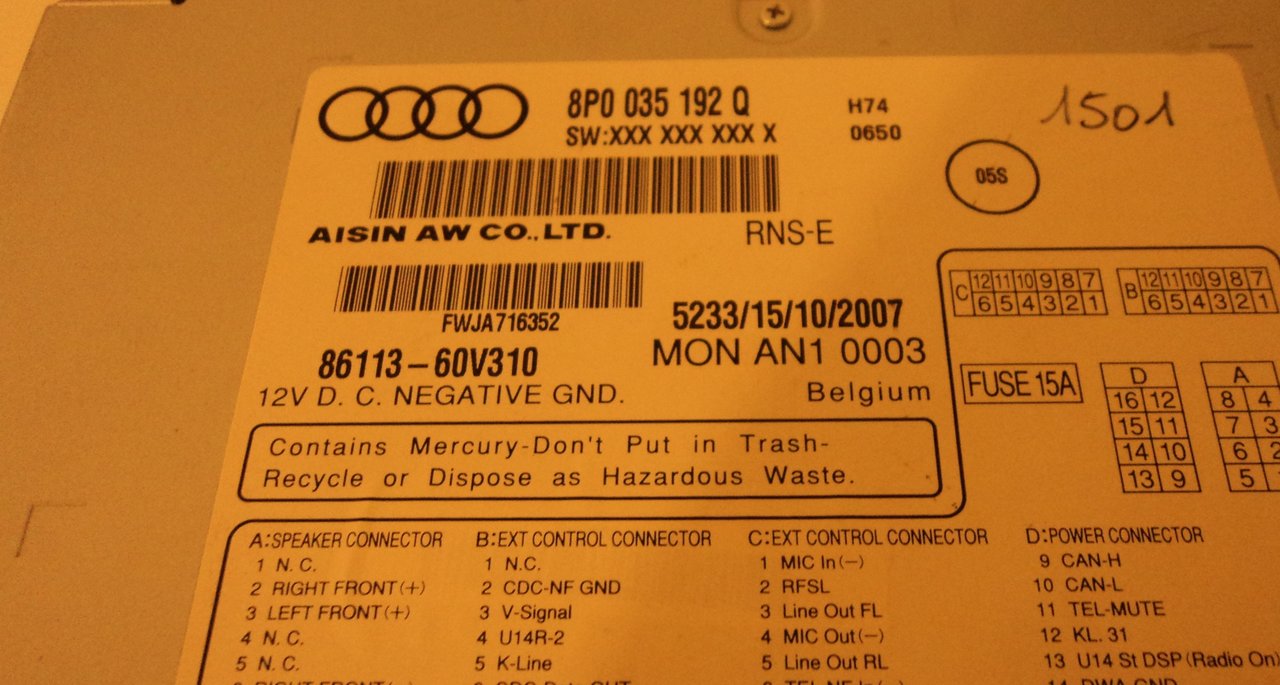 8P0 035 192 Q
SW:XXX XXX XXX X
H74
0650
1501
05S
AISIN AW CO.,LTD.
RNS-E
FWJA716352
5233/15/10/2007
86113-60V310
MON AN1 0003
12V D. C. NEGATIVE GND.
Belgium
Contains Mercury-Don't Put in Trash-
Recycle or Dispose as Hazardous Waste.
C 12 11 10 9 8 7
6 5 4 3 2 1
B 12 11 10 9 8 7
6 5 4 3 2 1
FUSE 15A
D
16 12
15 11
14 10
13 9
A
8 4
7 3
6 2
5
A:SPEAKER CONNECTOR
1 N. C.
2 RIGHT FRONT(+)
3 LEFT FRONT(+)
4 N. C.
5 N. C.
RIGHT FRONT(+)
B:EXT CONTROL CONNECTOR
1 N.C.
2 CDC-NF GND
3 V-Signal
4 U14R-2
5 K-Line
C:EXT CONTROL CONNECTOR
1 MIC In(-)
2 RFSL
3 Line Out FL
4 MIC Out(-)
5 Line Out RL
D:POWER CONNECTOR
9 CAN-H
10 CAN-L
11 TEL-MUTE
12 KL. 31
13 U14 St DSP (Radio On)
14 DWA GND